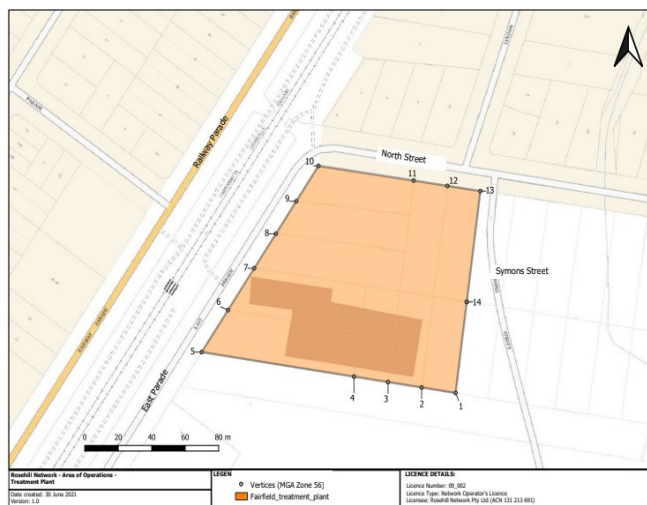 North Street
Railway Parade
10
11
12
13
9
8
7
Symons Street
14
6
5
East Parade
4
3
2
1
0 20 40 60 80 m
Rosehill Network - Area of Operations -
Treatment Plant
Date created: 30 June 2021
Version: 1.0
LEGEN
Vertices (MGA Zone 56)
Fairfield_treatment_plant
LICENCE DETAILS:
Licence Number: 09_002
Licence Type: Network Operator's Licence
Licensee: Rosehill Network Pty Ltd (ACN 131 213 691)